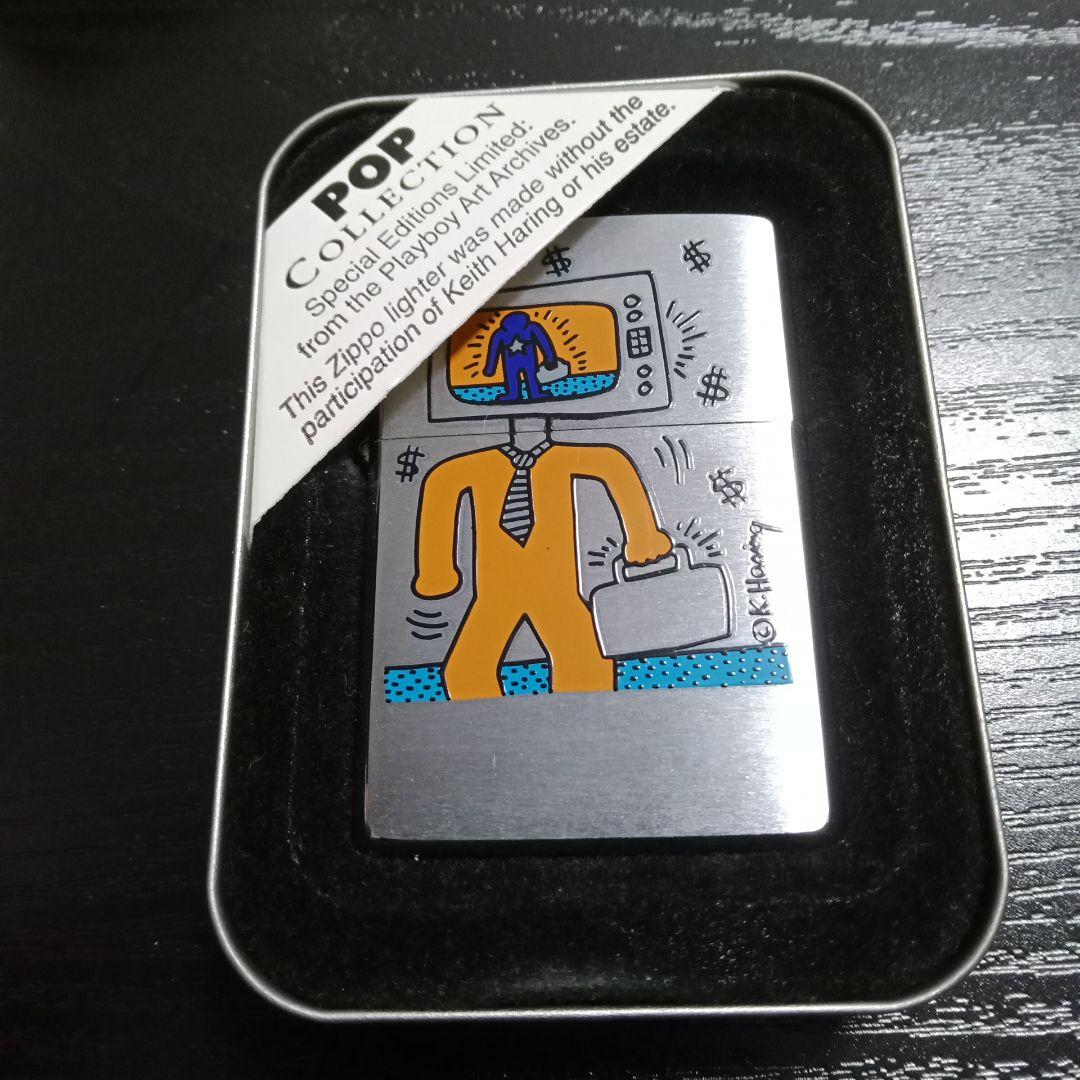 POP
COLLECTION
Special Editions Limited:
from the Playboy Art Archives.
This Zippo lighter was made without the
participation of Keith Haring or his estate.
$ $
$
$
$
©K.Haring